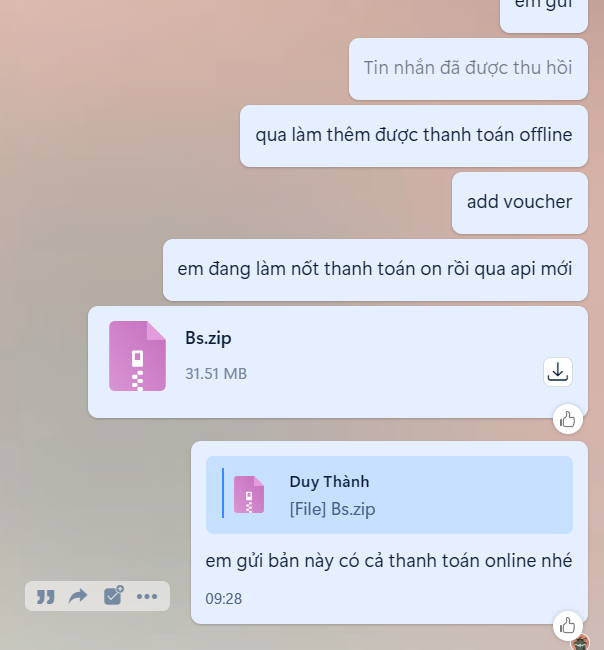 em gửi
Tin nhắn đã được thu hồi
qua làm thêm được thanh toán offline
add voucher
em đang làm nốt thanh toán on rồi qua api mới
Bs.zip
31.51 MB
Duy Thành
[File] Bs.zip
em gửi bản này có cả thanh toán online nhé
09:28